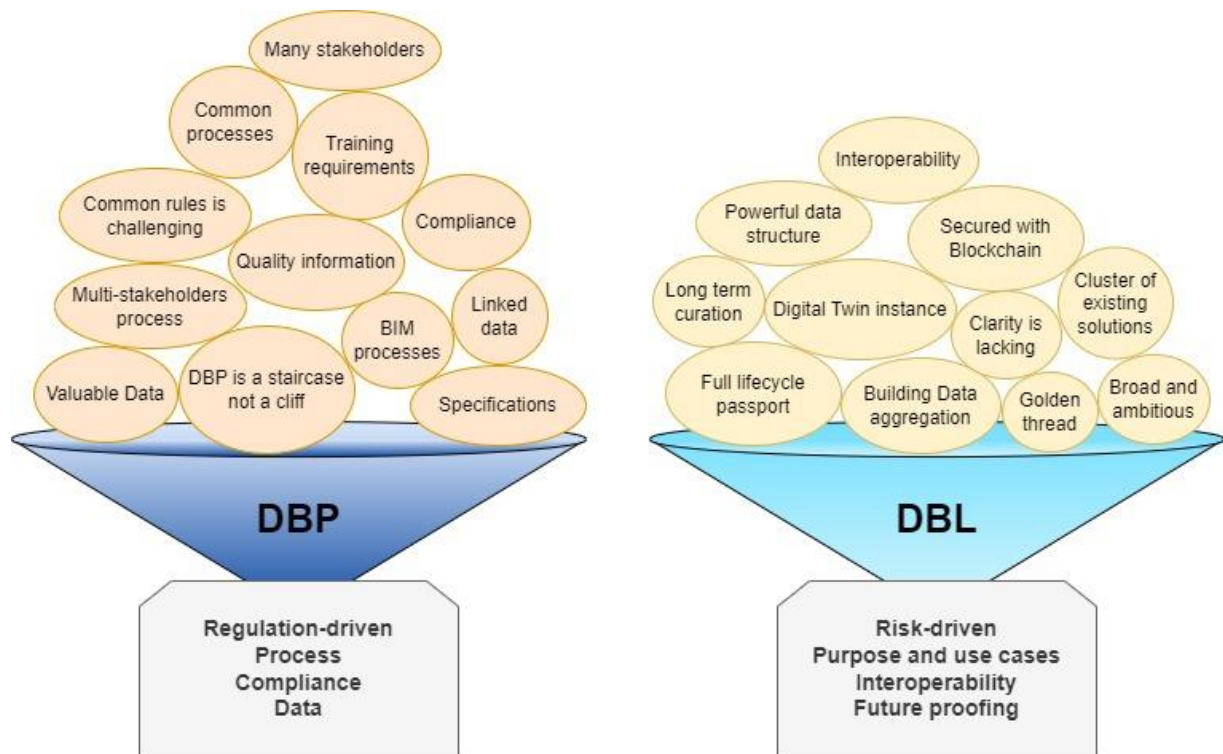 Many stakeholders
Common
processes
Training
requirements
Common rules is
challenging
Compliance
Quality information
Multi-stakeholders
process
BIM
processes
Linked
data
Valuable Data
DBP is a staircase
not a cliff
Specifications
DBP
Regulation-driven
Process
Compliance
Data
Interoperability
Powerful data
structure
Secured with
Blockchain
Long term
curation
Digital Twin instance
Clarity is
lacking
Cluster of
existing
solutions
Full lifecycle
passport
Building Data
aggregation
Golden
thread
Broad and
ambitious
DBL
Risk-driven
Purpose and use cases
Interoperability
Future proofing